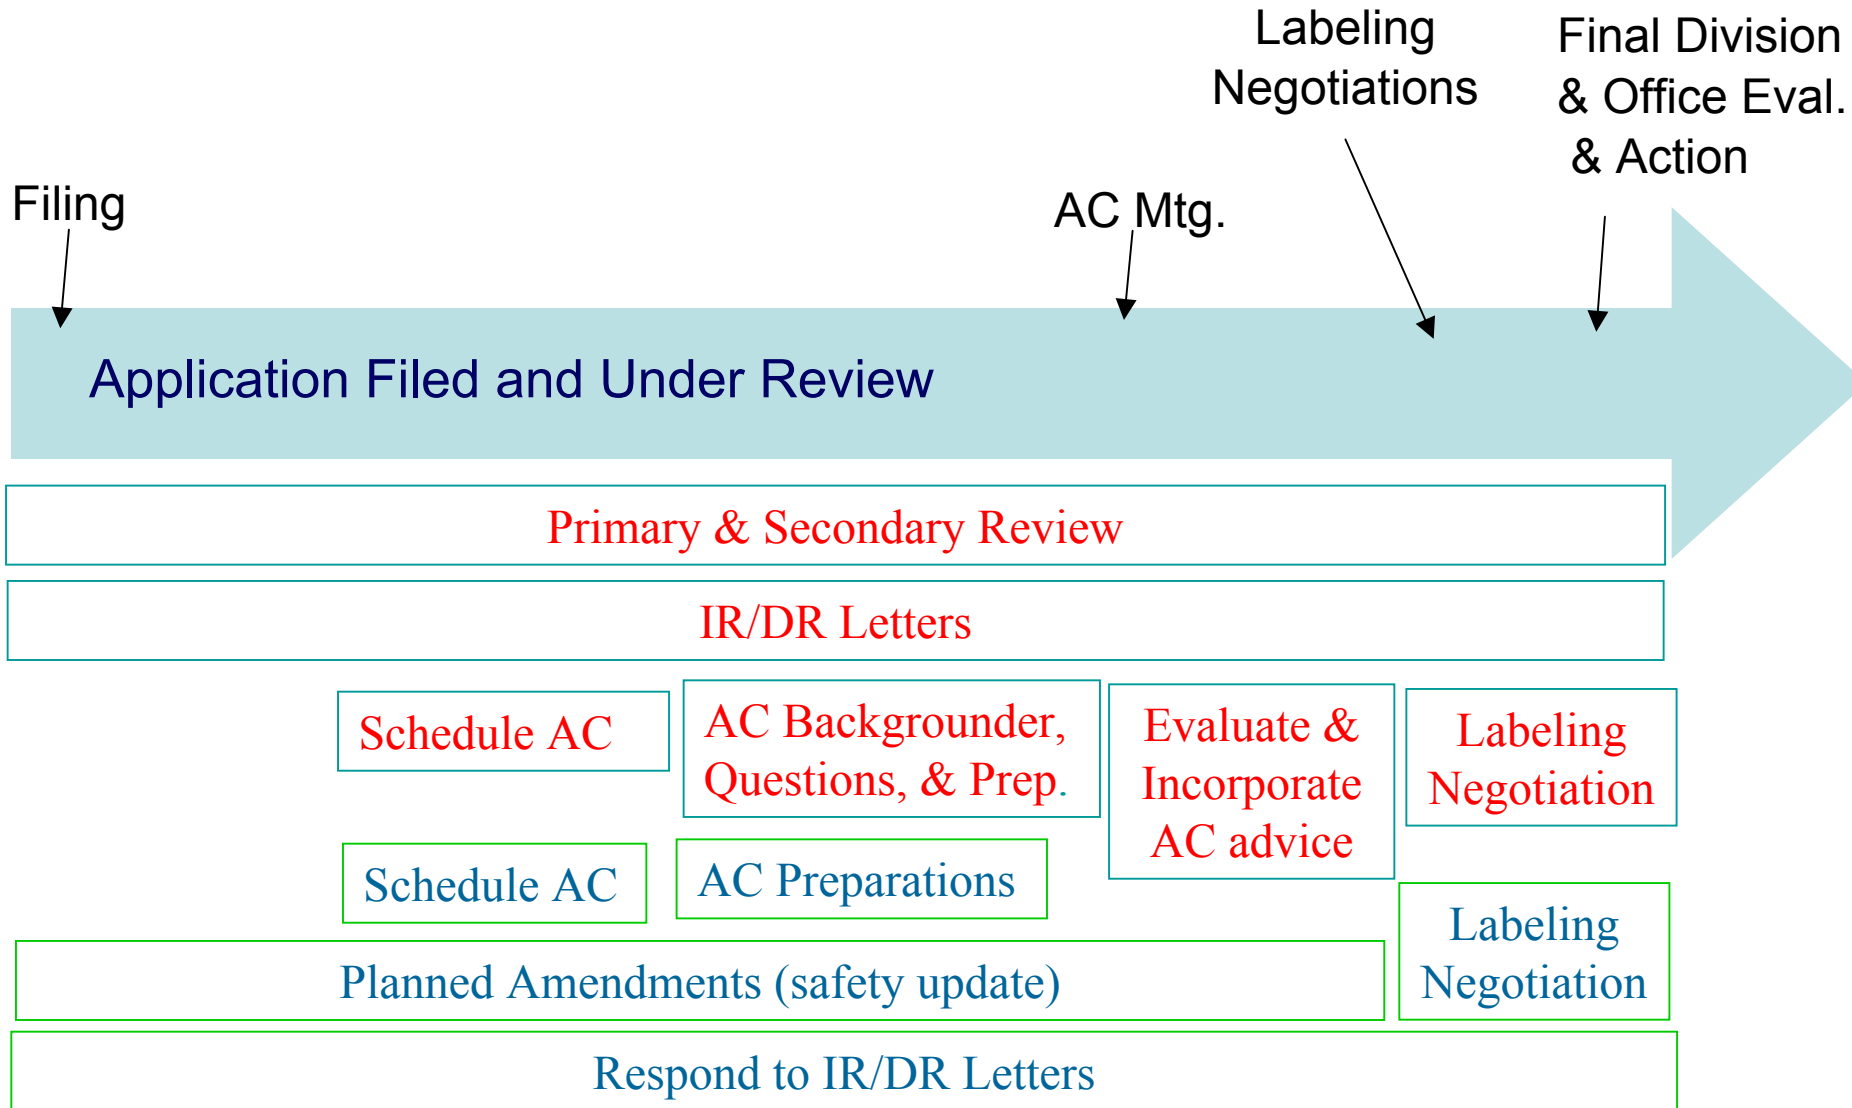 Labeling
Negotiations
Final Division
& Office Eval.
& Action
Filing
AC Mtg.
Application Filed and Under Review
Primary & Secondary Review
IR/DR Letters
Schedule AC
AC Backgrounder,
Questions, & Prep.
Evaluate &
Incorporate
AC advice
Labeling
Negotiation
Schedule AC
AC Preparations
Labeling
Negotiation
Planned Amendments (safety update)
Respond to IR/DR Letters